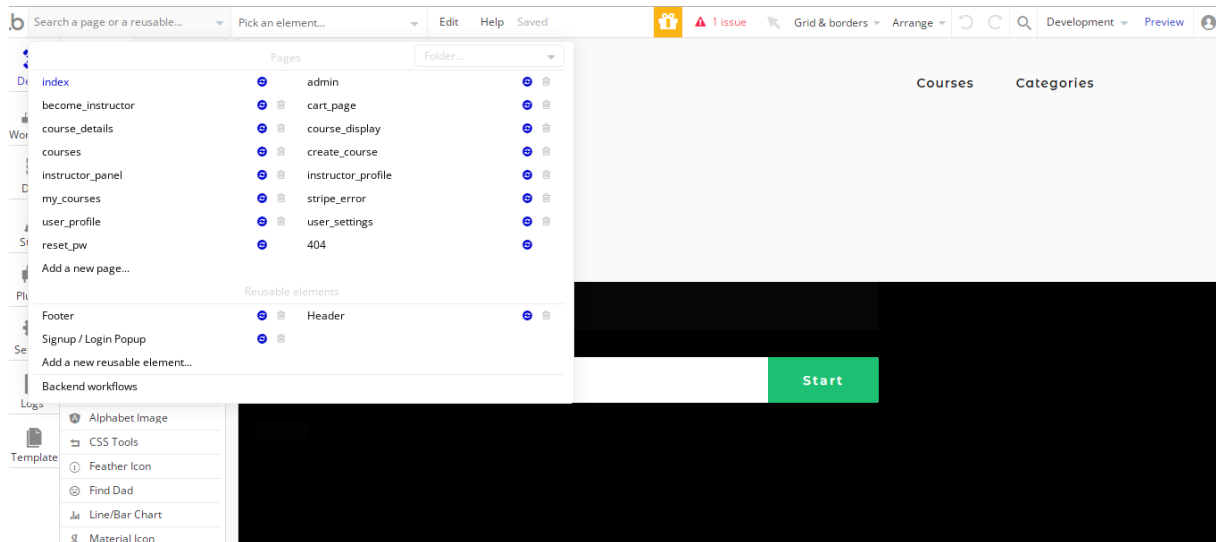 Search a page or a reusable... Pick an element... Edit Help Saved 1 issue Grid & borders Arrange Development Preview
Pages Folder...
index admin
become_instructor cart_page
course_details course_display
courses create_course
instructor_panel instructor_profile
my_courses stripe_error
user_profile user_settings
reset_pw 404
Add a new page...
Reusable elements
Footer Header
Signup / Login Popup
Add a new reusable element...
Backend workflows
Courses Categories
Start
Logs
Template
Alphabet Image
CSS Tools
Feather Icon
Find Dad
Line/Bar Chart
Material Icon